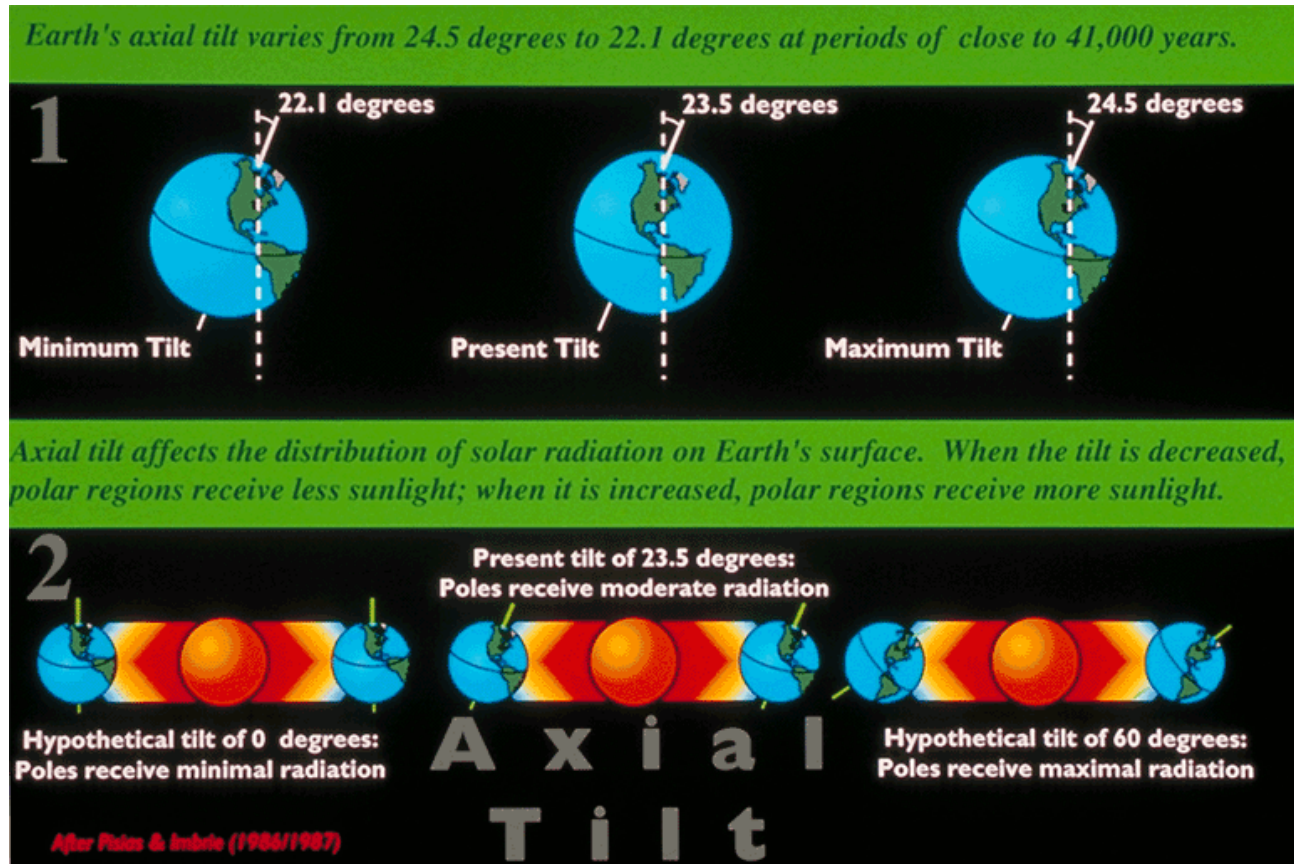 Earth's axial tilt varies from 24.5 degrees to 22.1 degrees at periods of close to 41,000 years.
1
22.1 degrees
23.5 degrees
24.5 degrees
Minimum Tilt
Present Tilt
Maximum Tilt
Axial tilt affects the distribution of solar radiation on Earth's surface. When the tilt is decreased,
polar regions receive less sunlight; when it is increased, polar regions receive more sunlight.
2
Present tilt of 23.5 degrees:
Poles receive moderate radiation
Hypothetical tilt of 0 degrees:
Poles receive minimal radiation
Hypothetical tilt of 60 degrees:
Poles receive maximal radiation
Axial
Tilt
After Pisias & Imbrie (1986/1987)